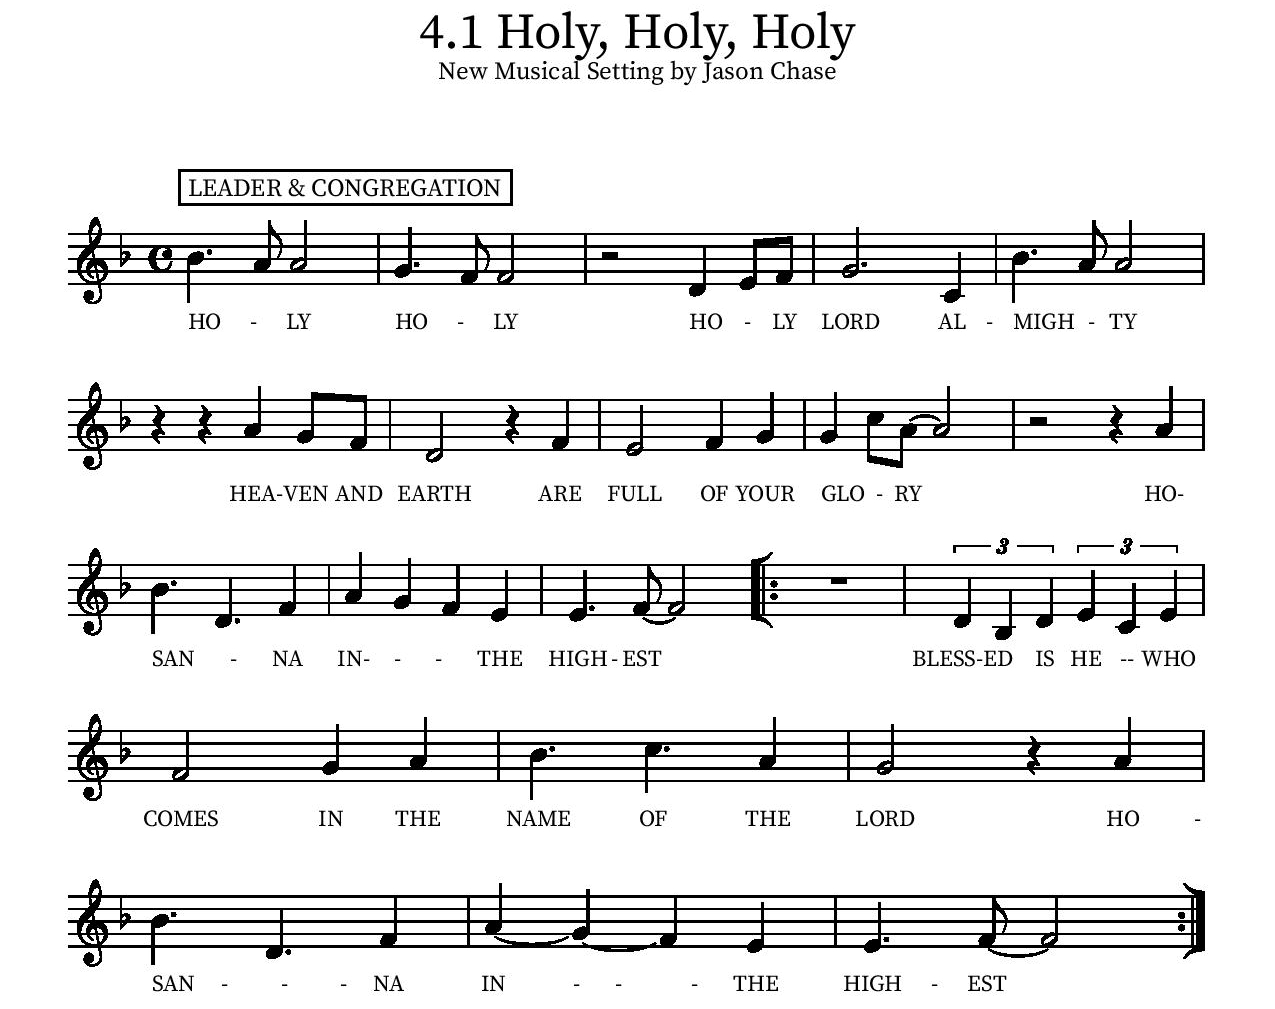 4.1 Holy, Holy, Holy
New Musical Setting by Jason Chase
LEADER & CONGREGATION
HO - LY HO - LY HO - LY LORD AL - MIGH - TY
HEA-VEN AND EARTH ARE FULL OF YOUR GLO - RY HO-
3 3
SAN - NA IN- - - THE HIGH - EST BLESS-ED IS HE -- WHO
COMES IN THE NAME OF THE LORD HO -
SAN - - - NA IN - - - THE HIGH - EST